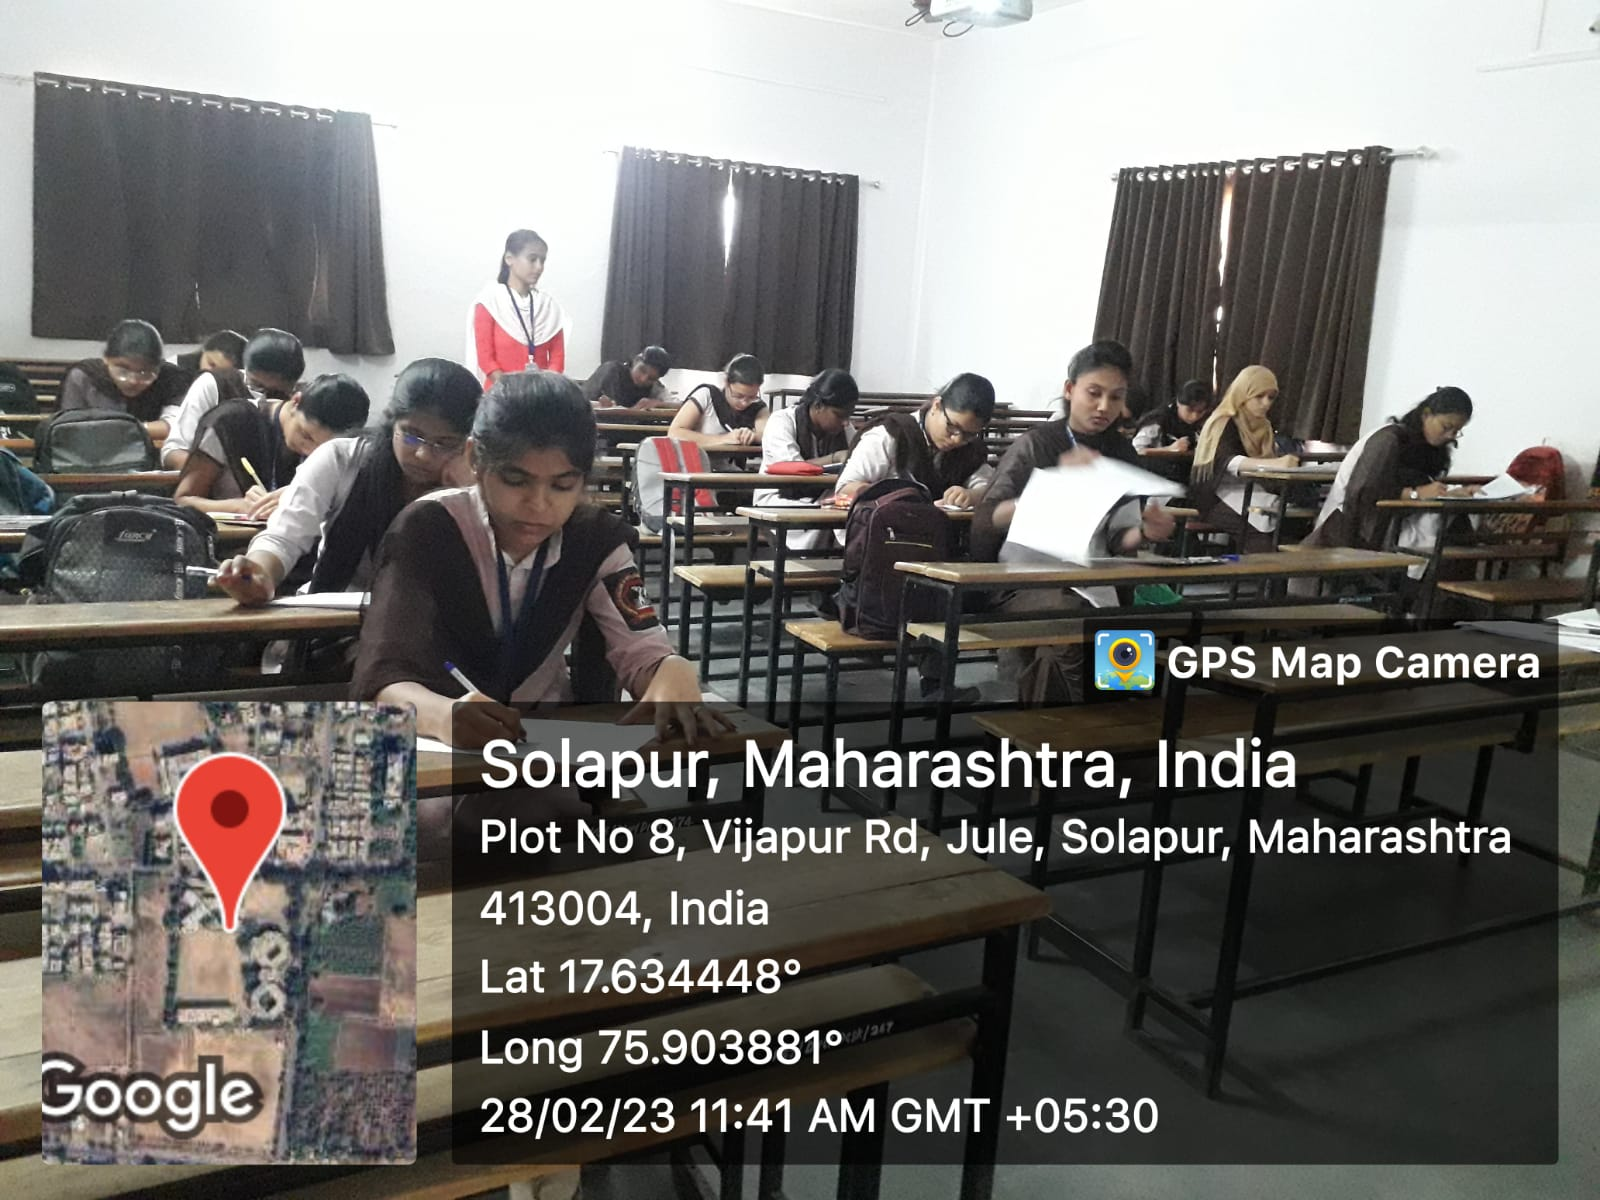 GPS Map Camera
Solapur, Maharashtra, India
Plot No 8, Vijapur Rd, Jule, Solapur, Maharashtra
413004, India
Lat 17.634448°
Long 75.903881°
28/02/23 11:41 AM GMT +05:30
Google